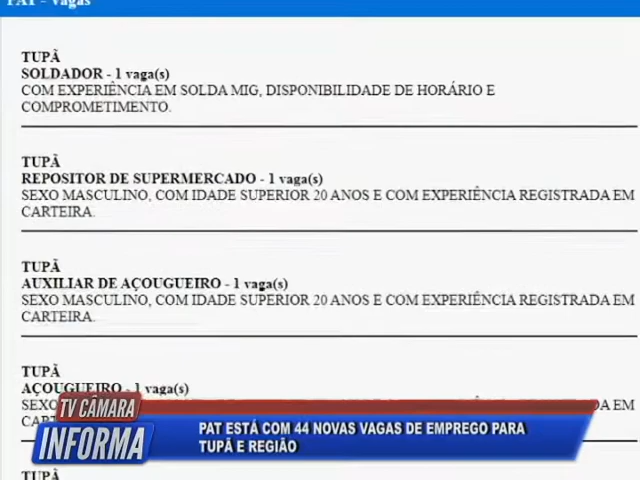 PAT - Vagas
TUPÃ
SOLDADOR - 1 vaga(s)
COM EXPERIÊNCIA EM SOLDA MIG, DISPONIBILIDADE DE HORÁRIO E
COMPROMETIMENTO.
TUPÃ
REPOSITOR DE SUPERMERCADO - 1 vaga(s)
SEXO MASCULINO, COM IDADE SUPERIOR 20 ANOS E COM EXPERIÊNCIA REGISTRADA EM
CARTEIRA.
TUPÃ
AUXILIAR DE AÇOUGUEIRO - 1 vaga(s)
SEXO MASCULINO, COM IDADE SUPERIOR 20 ANOS E COM EXPERIÊNCIA REGISTRADA EM
CARTEIRA.
TUPÃ
AÇOUGUEIRO - 1 vaga(s)
TV CÂMARA
INFORMA
PAT ESTÁ COM 44 NOVAS VAGAS DE EMPREGO PARA
TUPÃ E REGIÃO
TUPÃ